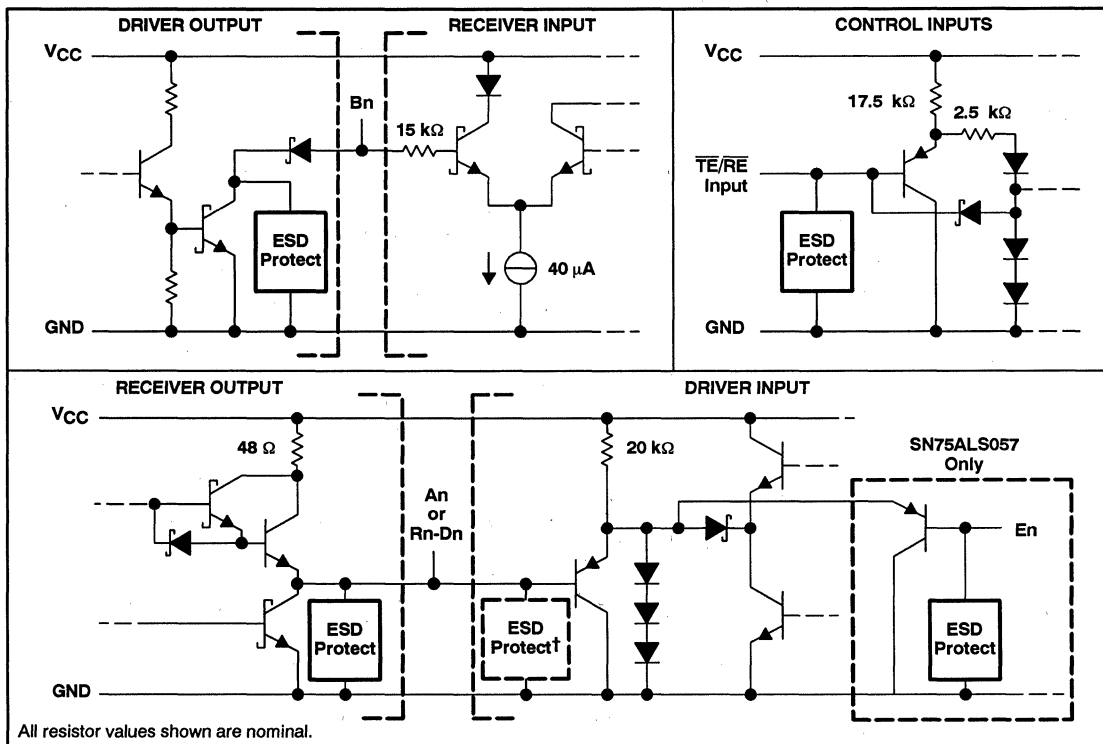 DRIVER OUTPUT
RECEIVER INPUT
CONTROL INPUTS
VCC
Bn
15 kΩ
ESD
Protect
40 μA
GND
VCC
17.5 kΩ
2.5 kΩ
TE/RE
Input
ESD
Protect
GND
RECEIVER OUTPUT
DRIVER INPUT
VCC
48 Ω
An
or
Rn-Dn
20 kΩ
SN75ALS057
Only
En
ESD
Protect
ESD
Protect†
ESD
Protect
GND
All resistor values shown are nominal.